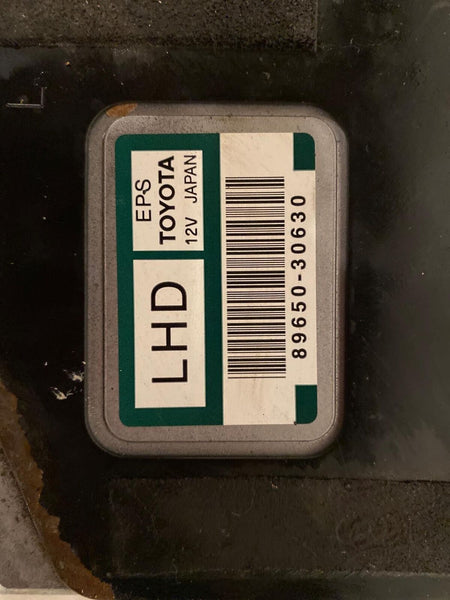 EPS
TOYOTA
12V JAPAN
LHD
89650-30630